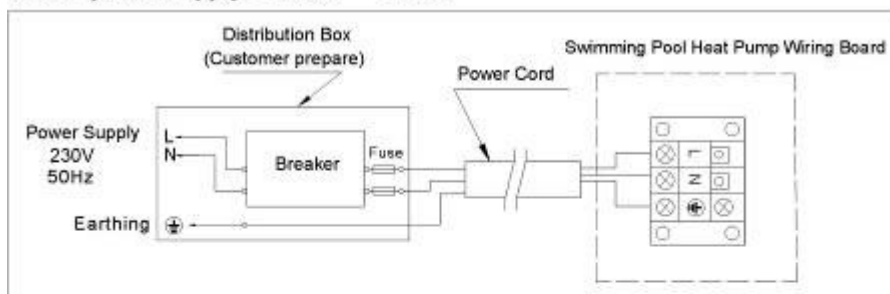 Distribution Box
(Customer prepare)
Swimming Pool Heat Pump Wiring Board
Power Cord
Power Supply
230V
50Hz
L
N
Breaker
Fuse
Earthing
L
N